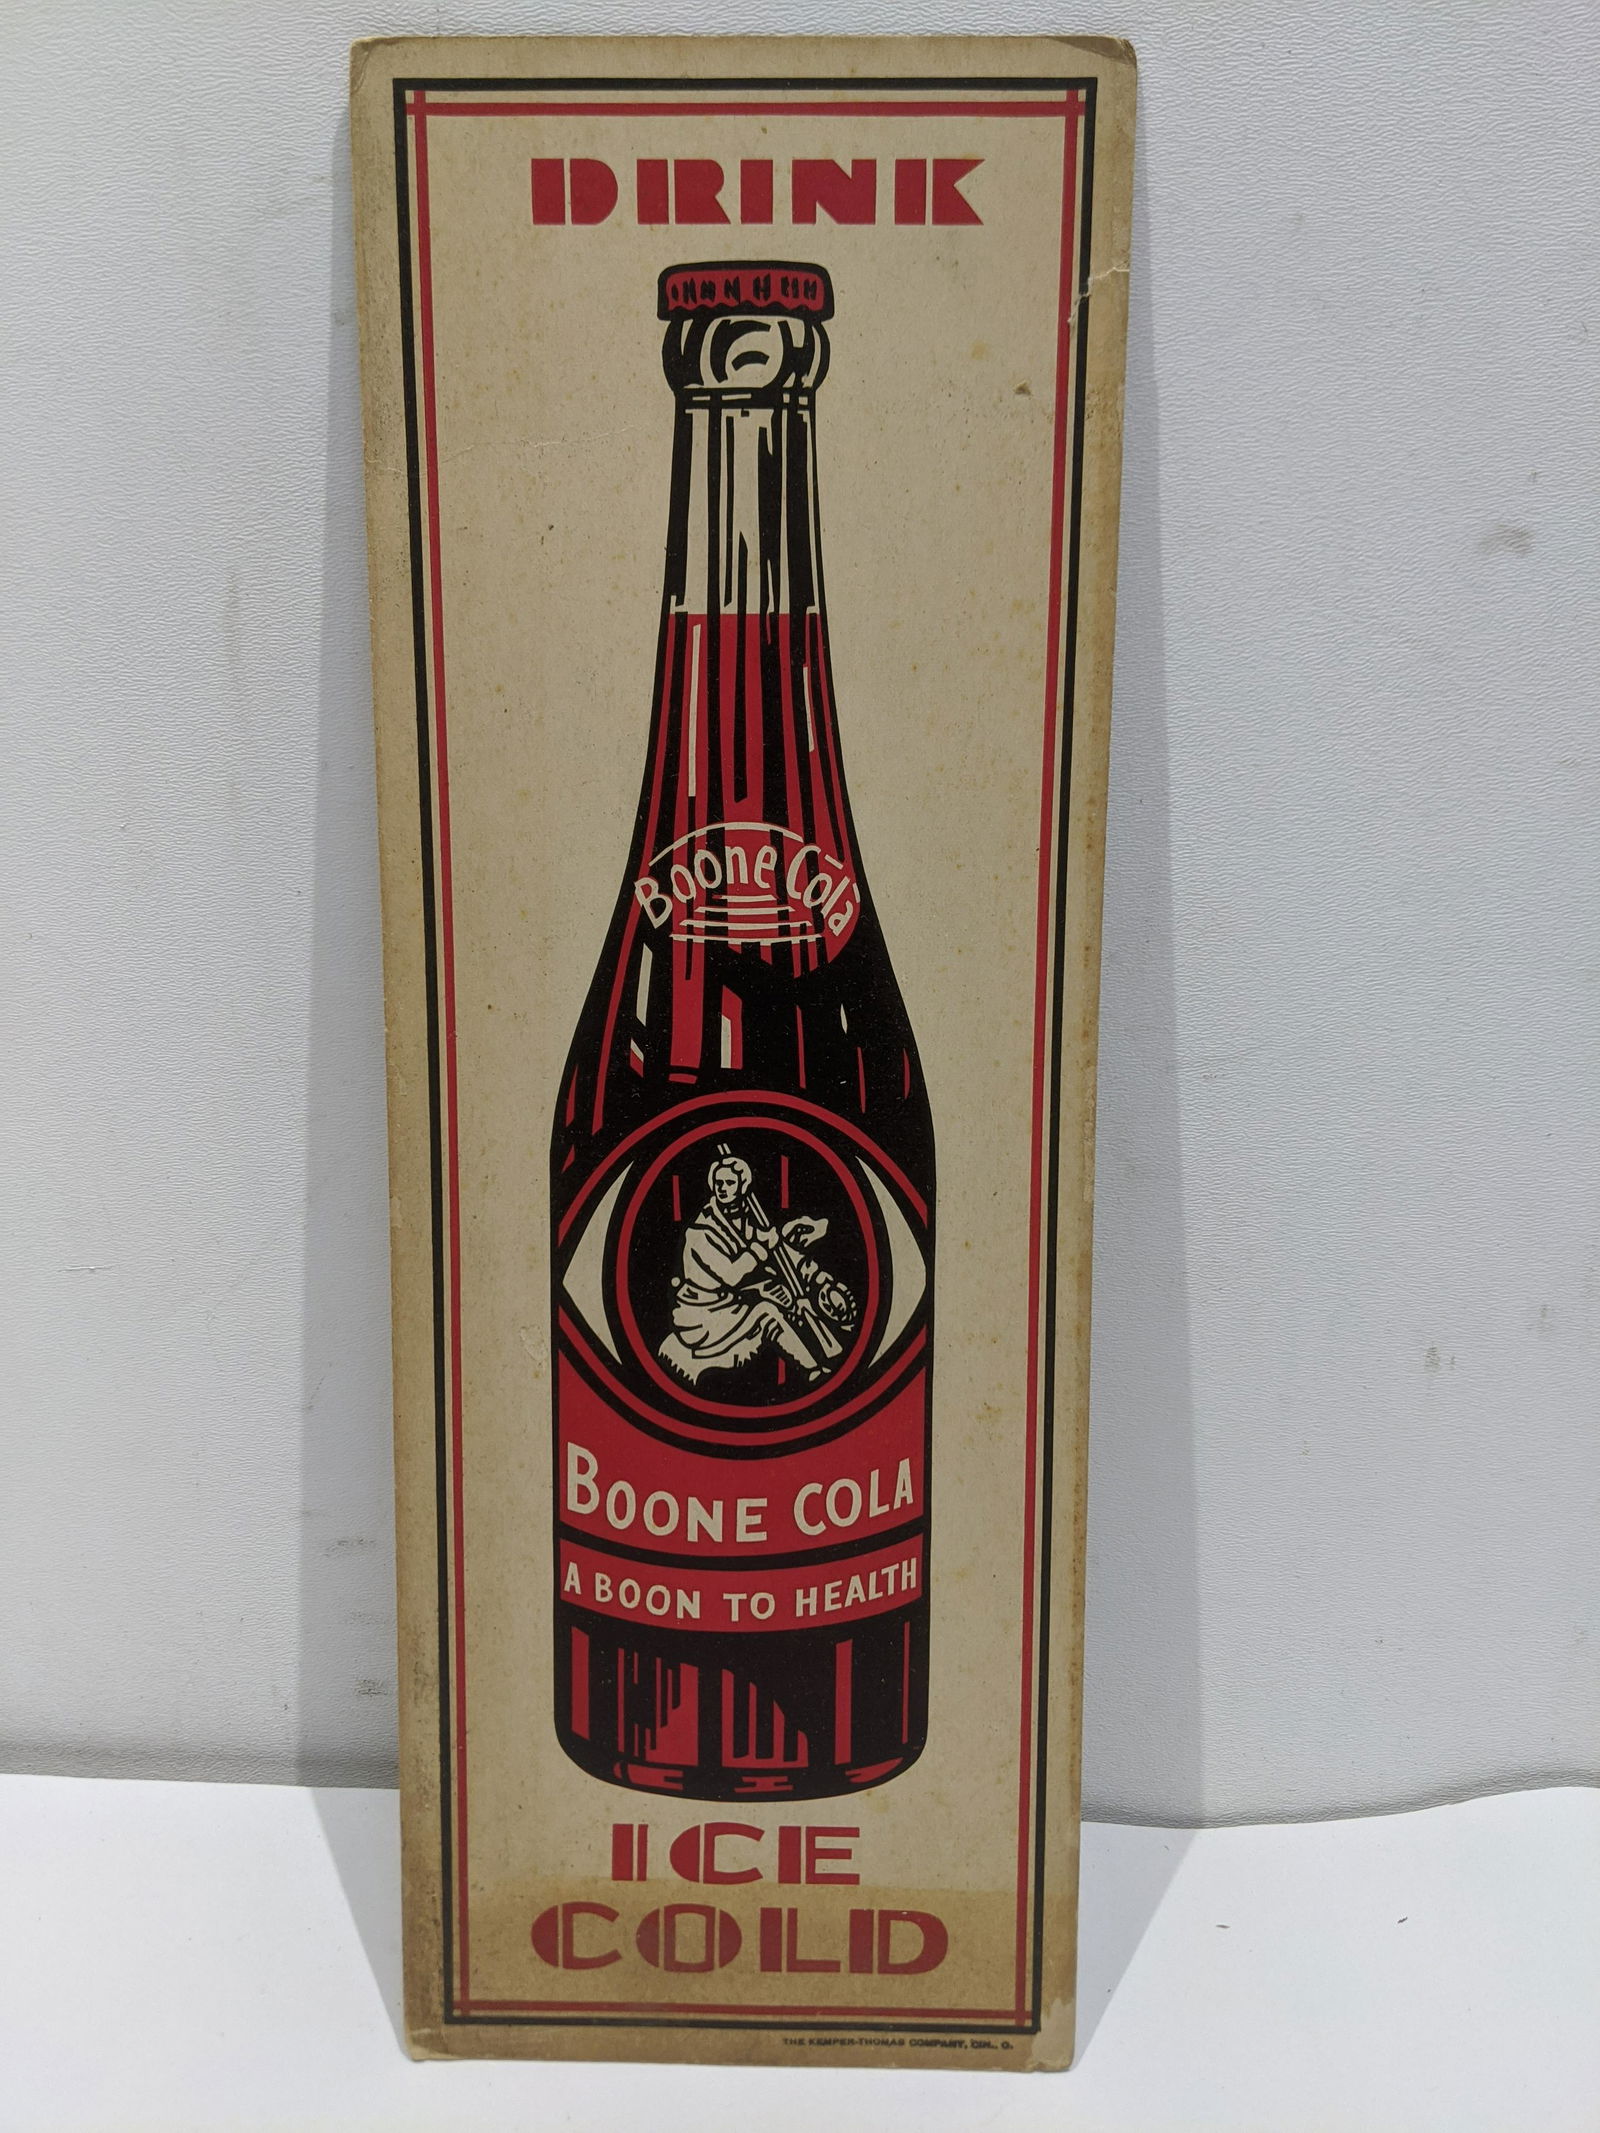 DRINK
Boone Cola
BOONE COLA
A BOON TO HEALTH
ICE
COLD
THE KEMPER-THOMAS COMPANY, CIN., O.